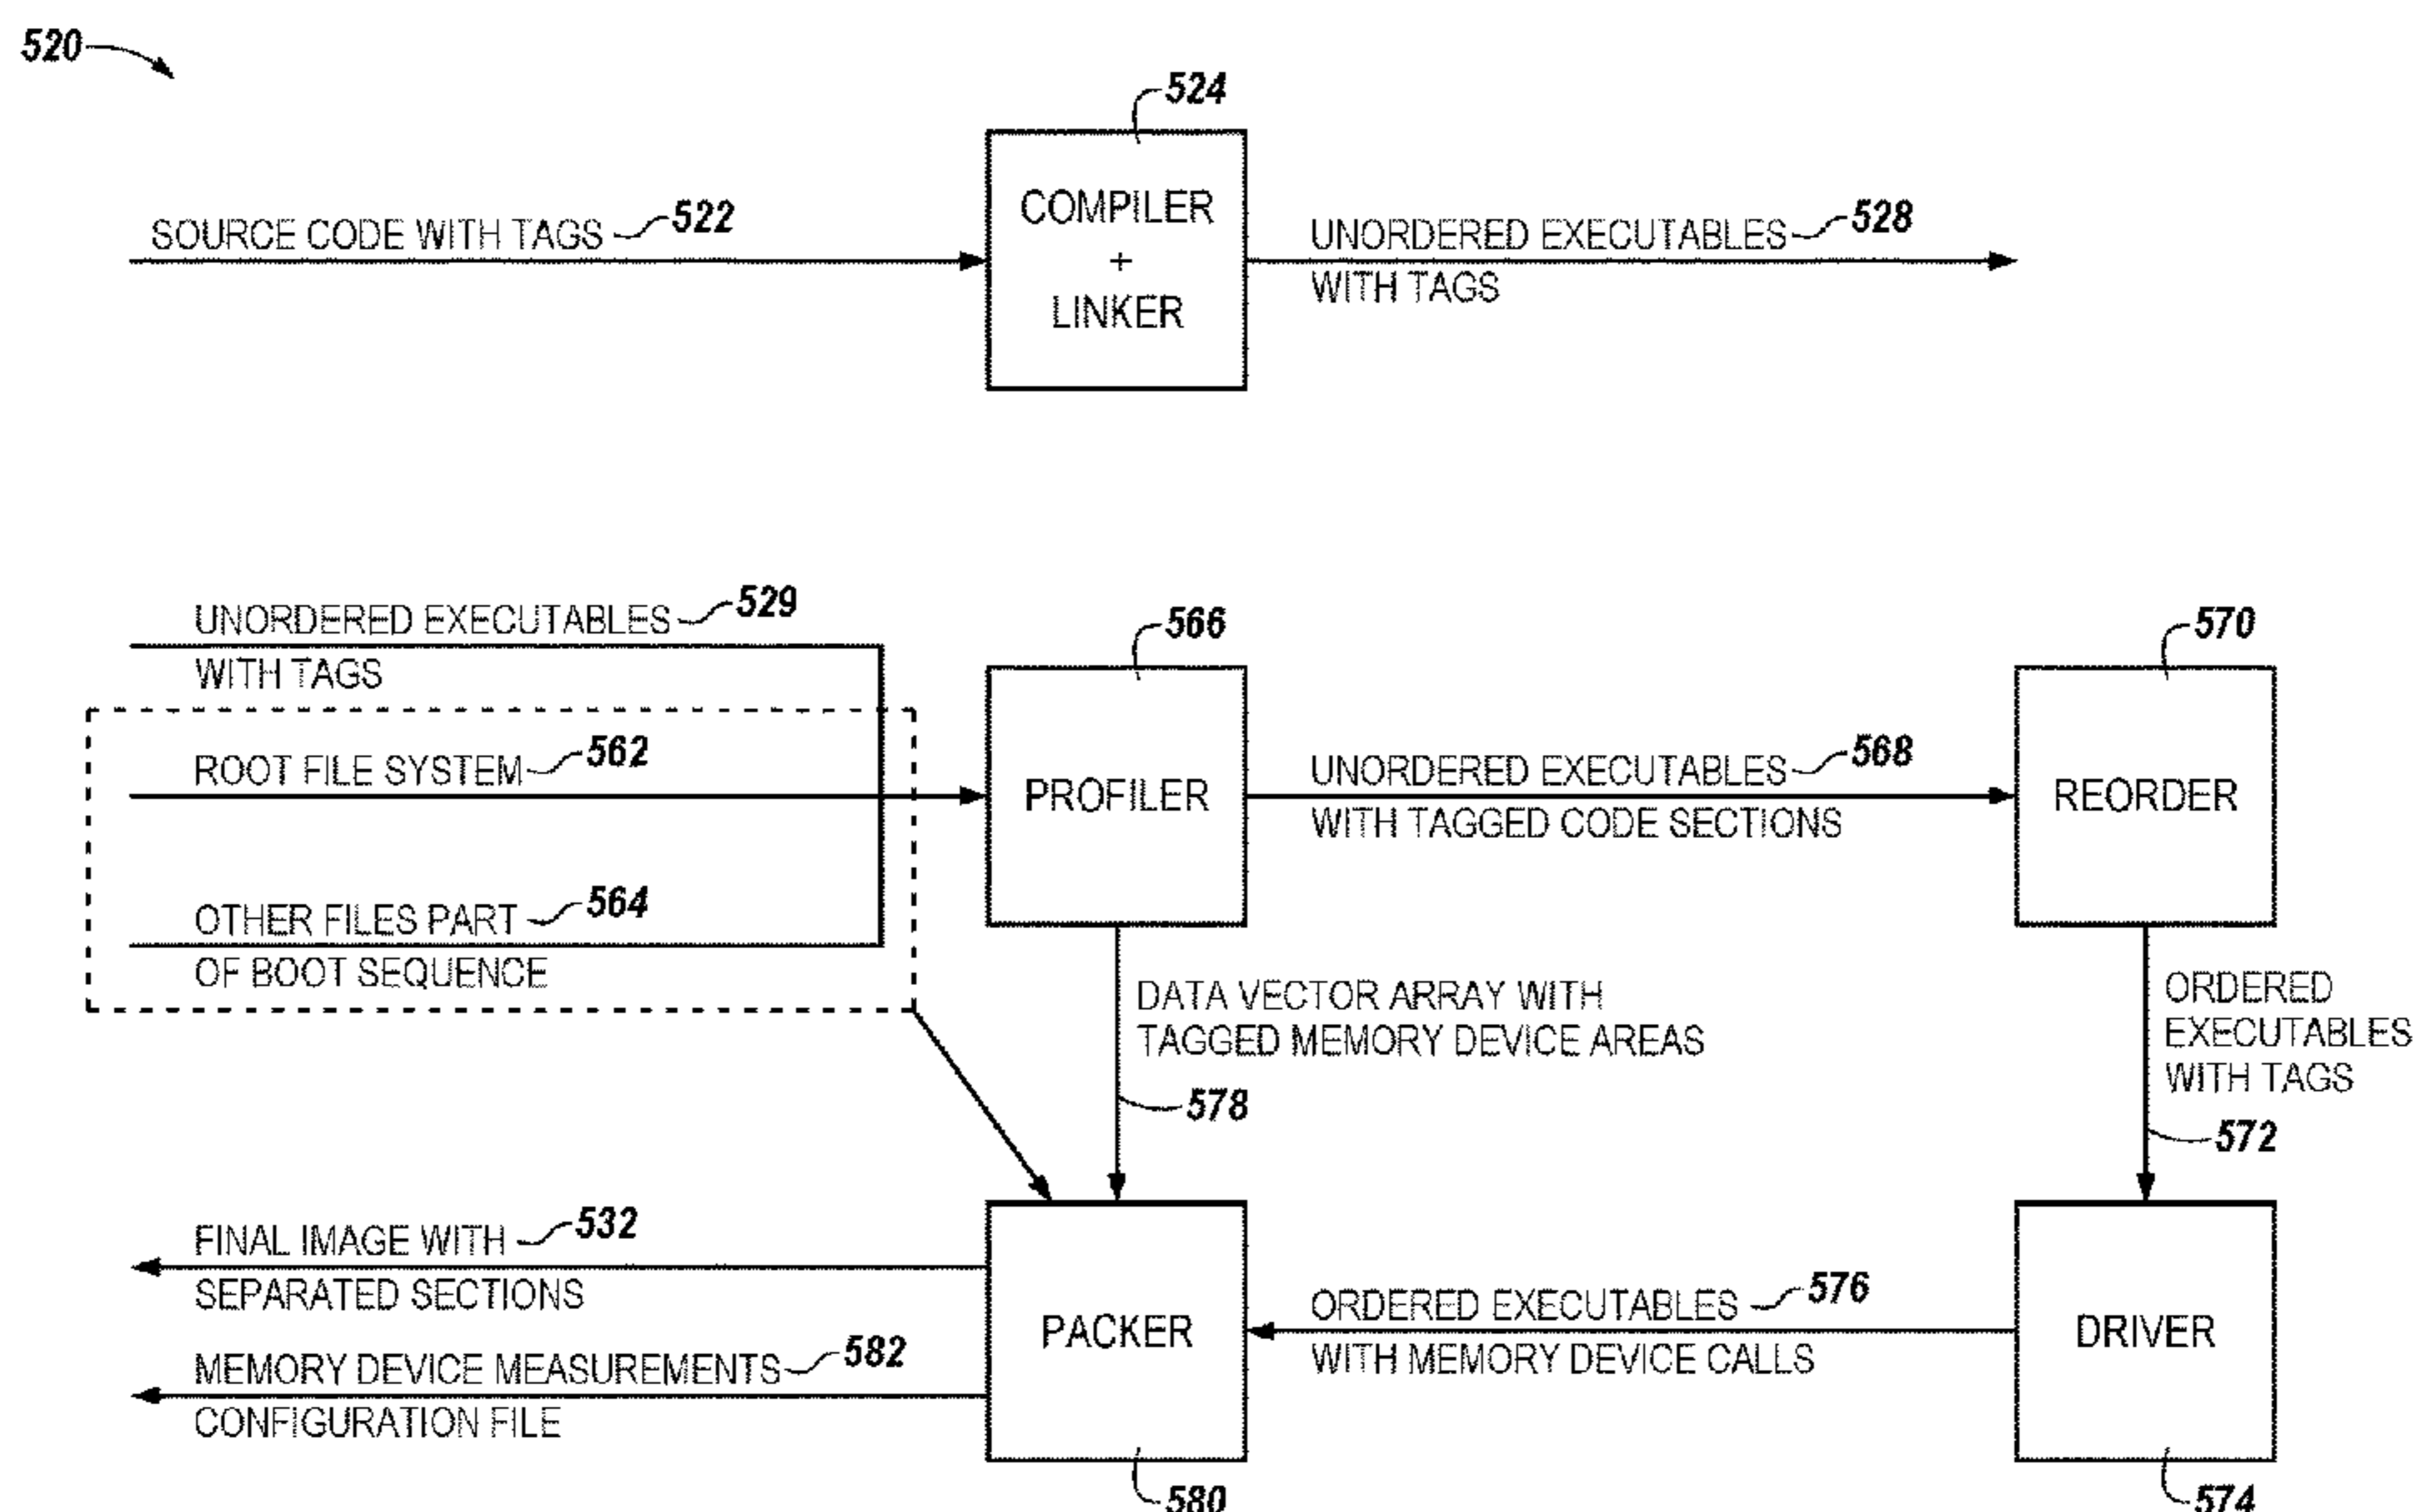 520
524
COMPILER
+
LINKER
SOURCE CODE WITH TAGS 522
UNORDERED EXECUTABLES 528
WITH TAGS
UNORDERED EXECUTABLES 529
WITH TAGS
ROOT FILE SYSTEM 562
OTHER FILES PART 564
OF BOOT SEQUENCE
566
PROFILER
UNORDERED EXECUTABLES 568
WITH TAGGED CODE SECTIONS
570
REORDER
DATA VECTOR ARRAY WITH
TAGGED MEMORY DEVICE AREAS
578
ORDERED
EXECUTABLES
WITH TAGS
572
FINAL IMAGE WITH 532
SEPARATED SECTIONS
MEMORY DEVICE MEASUREMENTS 582
CONFIGURATION FILE
PACKER
580
ORDERED EXECUTABLES 576
WITH MEMORY DEVICE CALLS
DRIVER
574